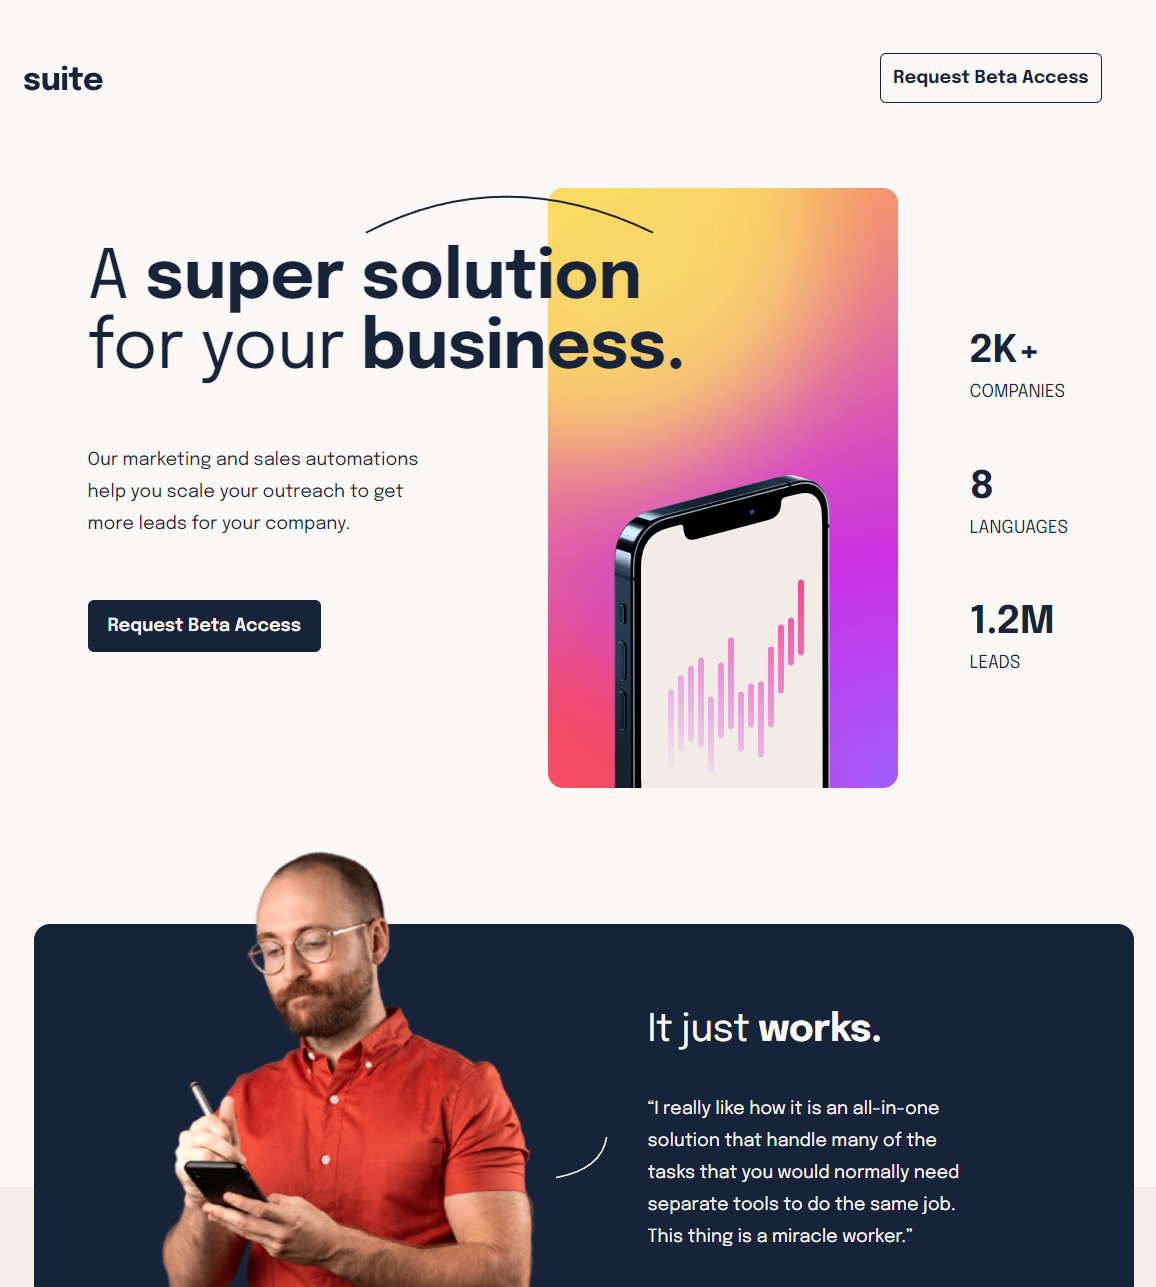 suite
Request Beta Access
A super solution
for your business.
Our marketing and sales automations
help you scale your outreach to get
more leads for your company.
Request Beta Access
2K+
COMPANIES
8
LANGUAGES
1.2M
LEADS
It just works.
“I really like how it is an all-in-one
solution that handle many of the
tasks that you would normally need
separate tools to do the same job.
This thing is a miracle worker.”